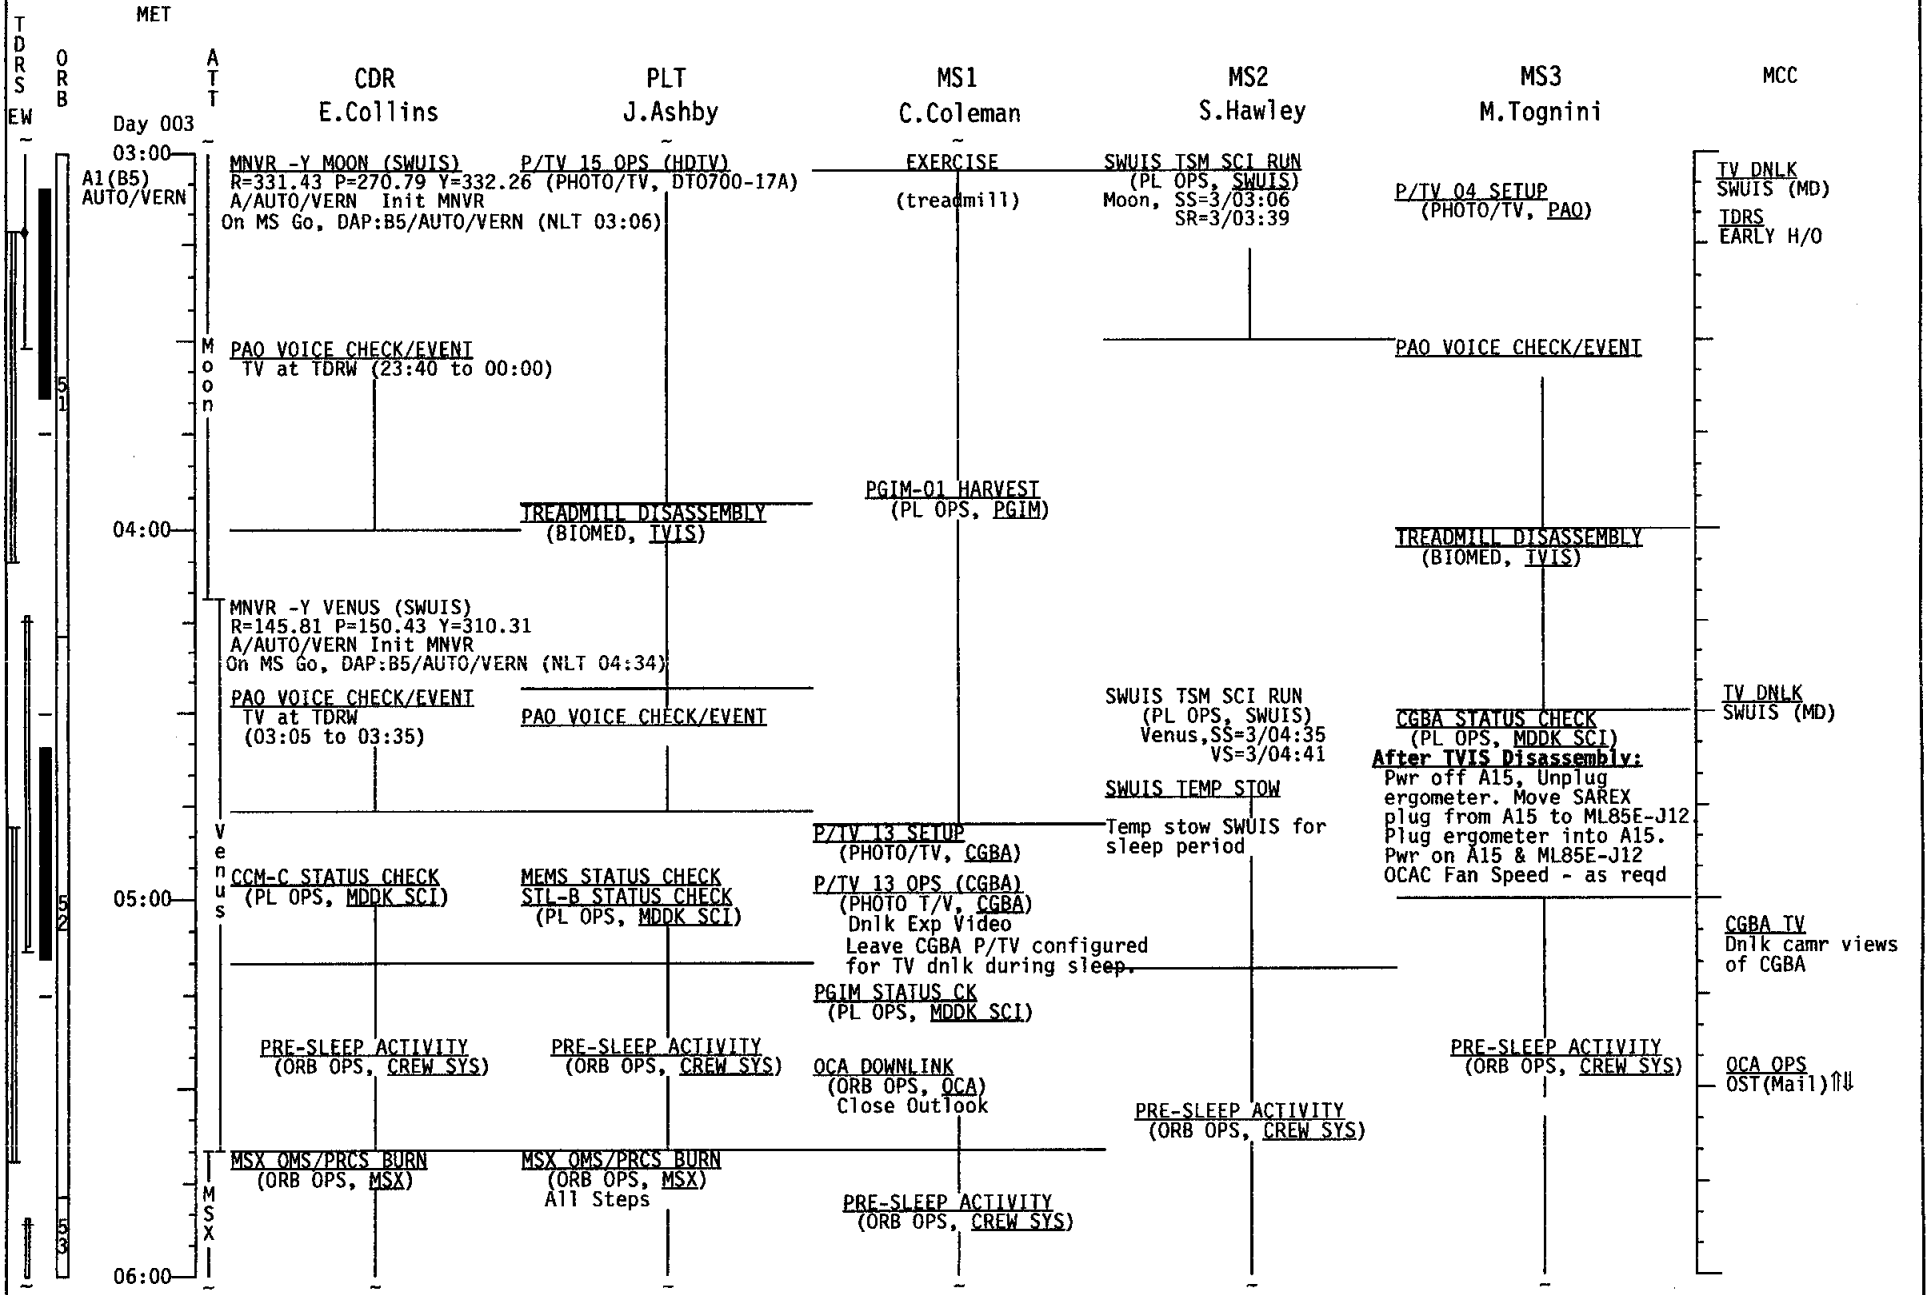 MET
TDRS
EW
ORB
ATT
CDR
E.Collins
PLT
J.Ashby
MS1
C.Coleman
MS2
S.Hawley
MS3
M.Tognini
MCC
Day 003
03:00
A1(B5)
AUTO/VERN
04:00
05:00
06:00
51
52
53
Moon
Venus
MSX
MNVR -Y MOON (SWUIS)
R=331.43 P=270.79 Y=332.26
A/AUTO/VERN Init MNVR
On MS Go, DAP:B5/AUTO/VERN (NLT 03:06)
PAO VOICE CHECK/EVENT
TV at TDRW (23:40 to 00:00)
MNVR -Y VENUS (SWUIS)
R=145.81 P=150.43 Y=310.31
A/AUTO/VERN Init MNVR
On MS Go, DAP:B5/AUTO/VERN (NLT 04:34)
PAO VOICE CHECK/EVENT
TV at TDRW
(03:05 to 03:35)
CCM-C STATUS CHECK
(PL OPS, MDDK SCI)
PRE-SLEEP ACTIVITY
(ORB OPS, CREW SYS)
MSX OMS/PRCS BURN
(ORB OPS, MSX)
P/TV 15 OPS (HDTV)
(PHOTO/TV, DTO700-17A)
TREADMILL DISASSEMBLY
(BIOMED, TVIS)
PAO VOICE CHECK/EVENT
MEMS STATUS CHECK
STL-B STATUS CHECK
(PL OPS, MDDK SCI)
PRE-SLEEP ACTIVITY
(ORB OPS, CREW SYS)
MSX OMS/PRCS BURN
(ORB OPS, MSX)
All Steps
EXERCISE
(treadmill)
PGIM-01 HARVEST
(PL OPS, PGIM)
P/TV 13 SETUP
(PHOTO/TV, CGBA)
P/TV 13 OPS (CGBA)
(PHOTO T/V, CGBA)
Dnlk Exp Video
Leave CGBA P/TV configured
for TV dnlk during sleep.
PGIM STATUS CK
(PL OPS, MDDK SCI)
OCA DOWNLINK
(ORB OPS, OCA)
Close Outlook
PRE-SLEEP ACTIVITY
(ORB OPS, CREW SYS)
SWUIS TSM SCI RUN
(PL OPS, SWUIS)
Moon, SS=3/03:06
SR=3/03:39
SWUIS TSM SCI RUN
(PL OPS, SWUIS)
Venus,SS=3/04:35
VS=3/04:41
SWUIS TEMP STOW
Temp stow SWUIS for
sleep period
PRE-SLEEP ACTIVITY
(ORB OPS, CREW SYS)
P/TV 04 SETUP
(PHOTO/TV, PAO)
PAO VOICE CHECK/EVENT
TREADMILL DISASSEMBLY
(BIOMED, TVIS)
CGBA STATUS CHECK
(PL OPS, MDDK SCI)
After TVIS Disassembly:
Pwr off A15, Unplug
ergometer. Move SAREX
plug from A15 to ML85E-J12
Plug ergometer into A15.
Pwr on A15 & ML85E-J12
OCAC Fan Speed - as reqd
PRE-SLEEP ACTIVITY
(ORB OPS, CREW SYS)
TV DNLK
SWUIS (MD)
TDRS
EARLY H/O
TV DNLK
SWUIS (MD)
CGBA TV
Dnlk camr views
of CGBA
OCA OPS
OST(Mail)⇑⇓